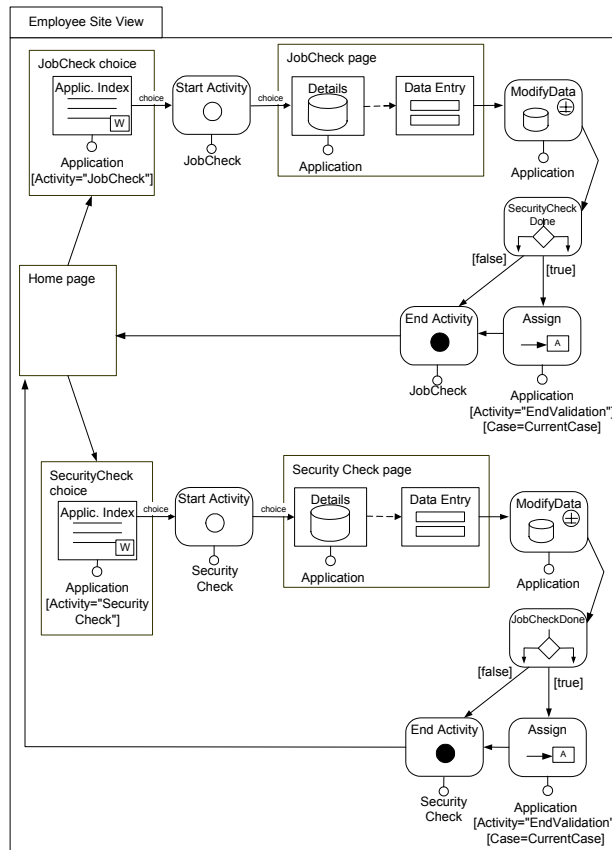 Employee Site View
JobCheck choice
Applic. Index
W
Application
[Activity="JobCheck"]
choice
Start Activity
JobCheck
choice
JobCheck page
Details
Application
Data Entry
ModifyData
Application
SecurityCheck
Done
[false]
[true]
Home page
End Activity
JobCheck
Assign
A
Application
[Activity="EndValidation"]
[Case=CurrentCase]
SecurityCheck
choice
Applic. Index
W
Application
[Activity="Security
Check"]
choice
Start Activity
Security
Check
choice
Security Check page
Details
Application
Data Entry
ModifyData
Application
JobCheckDone
[false]
[true]
End Activity
Security
Check
Assign
A
Application
[Activity="EndValidation"
[Case=CurrentCase]